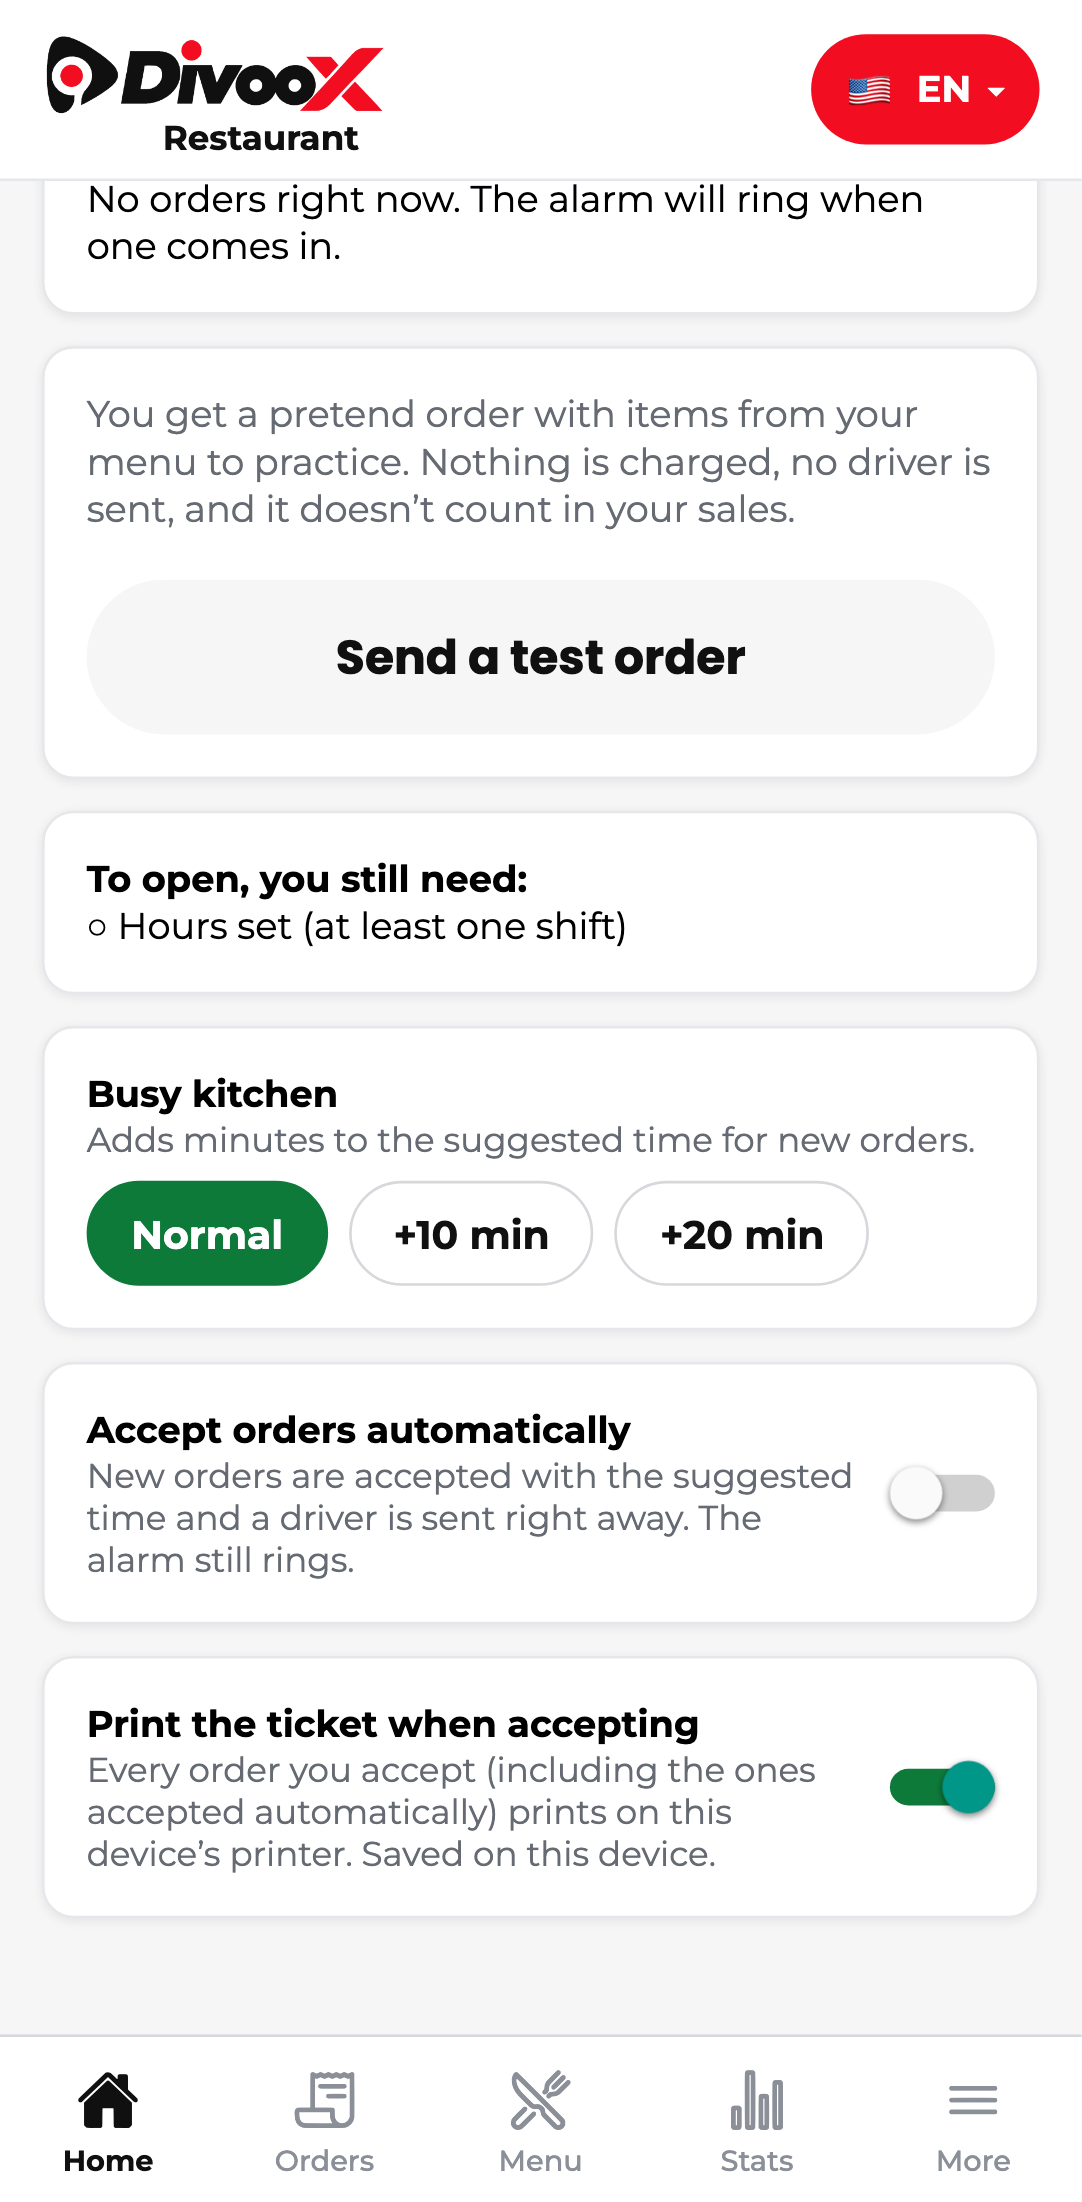 DivooX
Restaurant
EN
No orders right now. The alarm will ring when
one comes in.
You get a pretend order with items from your
menu to practice. Nothing is charged, no driver is
sent, and it doesn’t count in your sales.
Send a test order
To open, you still need:
○ Hours set (at least one shift)
Busy kitchen
Adds minutes to the suggested time for new orders.
Normal
+10 min
+20 min
Accept orders automatically
New orders are accepted with the suggested
time and a driver is sent right away. The
alarm still rings.
Print the ticket when accepting
Every order you accept (including the ones
accepted automatically) prints on this
device’s printer. Saved on this device.
Home
Orders
Menu
Stats
More